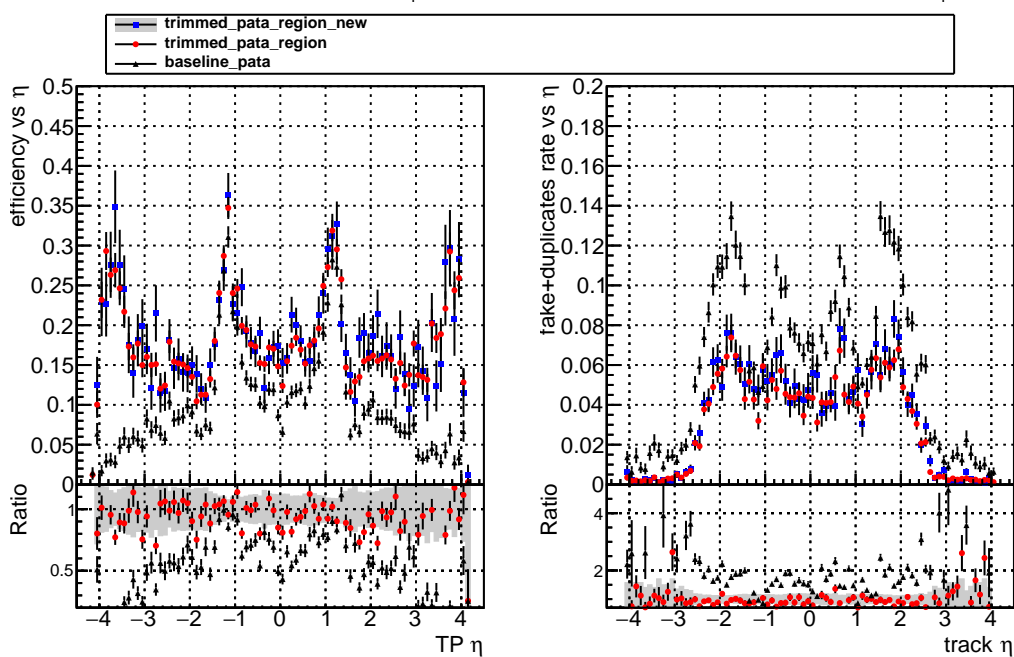 trimmed_pata_region_new
trimmed_pata_region
baseline_pata
efficiency vs η
0.5
0.45
0.4
0.35
0.3
0.25
0.2
0.15
0.1
0.05
0
Ratio
1
0.5
−4 −3 −2 −1 0 1 2 3 4
TP η
fake+duplicates rate vs η
0.2
0.18
0.16
0.14
0.12
0.1
0.08
0.06
0.04
0.02
0
Ratio
4
2
−4 −3 −2 −1 0 1 2 3 4
track η